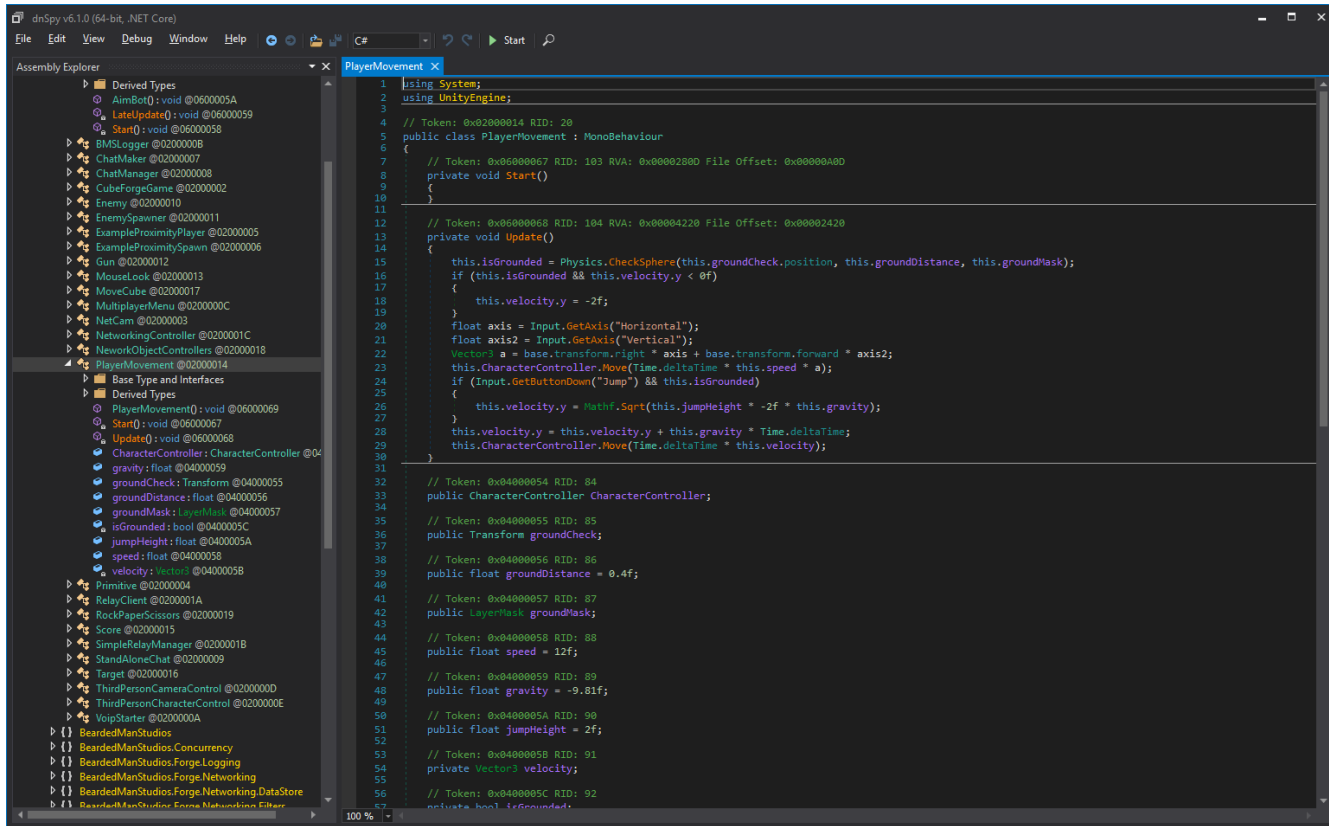 dnSpy v6.1.0 (64-bit, .NET Core)
File Edit View Debug Window Help C# Start
Assembly Explorer
Derived Types
AimBot() : void @0600005A
LateUpdate() : void @06000059
Start() : void @06000058
BMSLogger @0200000B
ChatMaker @02000007
ChatManager @02000008
CubeForgeGame @02000002
Enemy @02000010
EnemySpawner @02000011
ExampleProximityPlayer @02000005
ExampleProximitySpawn @02000006
Gun @02000012
MouseLook @02000013
MoveCube @02000017
MultiplayerMenu @0200000C
NetCam @02000003
NetworkingController @0200001C
NeworkObjectControllers @02000018
PlayerMovement @02000014
Base Type and Interfaces
Derived Types
PlayerMovement() : void @06000069
Start() : void @06000067
Update() : void @06000068
CharacterController : CharacterController @04
gravity : float @04000059
groundCheck : Transform @04000055
groundDistance : float @04000056
groundMask : LayerMask @04000057
isGrounded : bool @0400005C
jumpHeight : float @0400005A
speed : float @04000058
velocity : Vector3 @0400005B
Primitive @02000004
RelayClient @0200001A
RockPaperScissors @02000019
Score @02000015
SimpleRelayManager @0200001B
StandAloneChat @02000009
Target @02000016
ThirdPersonCameraControl @0200000D
ThirdPersonCharacterControl @0200000E
VoipStarter @0200000A
{ } BeardedManStudios
{ } BeardedManStudios.Concurrency
{ } BeardedManStudios.Forge.Logging
{ } BeardedManStudios.Forge.Networking
{ } BeardedManStudios.Forge.Networking.DataStore
{ } BeardedManStudios.Forge.Networking.Filters
PlayerMovement
1 using System;
2 using UnityEngine;
3
4 // Token: 0x02000014 RID: 20
5 public class PlayerMovement : MonoBehaviour
6 {
7 // Token: 0x06000067 RID: 103 RVA: 0x0000280D File Offset: 0x00000A0D
8 private void Start()
9 {
10 }
11
12 // Token: 0x06000068 RID: 104 RVA: 0x00004220 File Offset: 0x00002420
13 private void Update()
14 {
15 this.isGrounded = Physics.CheckSphere(this.groundCheck.position, this.groundDistance, this.groundMask);
16 if (this.isGrounded && this.velocity.y < 0f)
17 {
18 this.velocity.y = -2f;
19 }
20 float axis = Input.GetAxis("Horizontal");
21 float axis2 = Input.GetAxis("Vertical");
22 Vector3 a = base.transform.right * axis + base.transform.forward * axis2;
23 this.CharacterController.Move(Time.deltaTime * this.speed * a);
24 if (Input.GetButtonDown("Jump") && this.isGrounded)
25 {
26 this.velocity.y = Mathf.Sqrt(this.jumpHeight * -2f * this.gravity);
27 }
28 this.velocity.y = this.velocity.y + this.gravity * Time.deltaTime;
29 this.CharacterController.Move(Time.deltaTime * this.velocity);
30 }
31
32 // Token: 0x04000054 RID: 84
33 public CharacterController CharacterController;
34
35 // Token: 0x04000055 RID: 85
36 public Transform groundCheck;
37
38 // Token: 0x04000056 RID: 86
39 public float groundDistance = 0.4f;
40
41 // Token: 0x04000057 RID: 87
42 public LayerMask groundMask;
43
44 // Token: 0x04000058 RID: 88
45 public float speed = 12f;
46
47 // Token: 0x04000059 RID: 89
48 public float gravity = -9.81f;
49
50 // Token: 0x0400005A RID: 90
51 public float jumpHeight = 2f;
52
53 // Token: 0x0400005B RID: 91
54 private Vector3 velocity;
55
56 // Token: 0x0400005C RID: 92
57 private bool isGrounded;
100 %